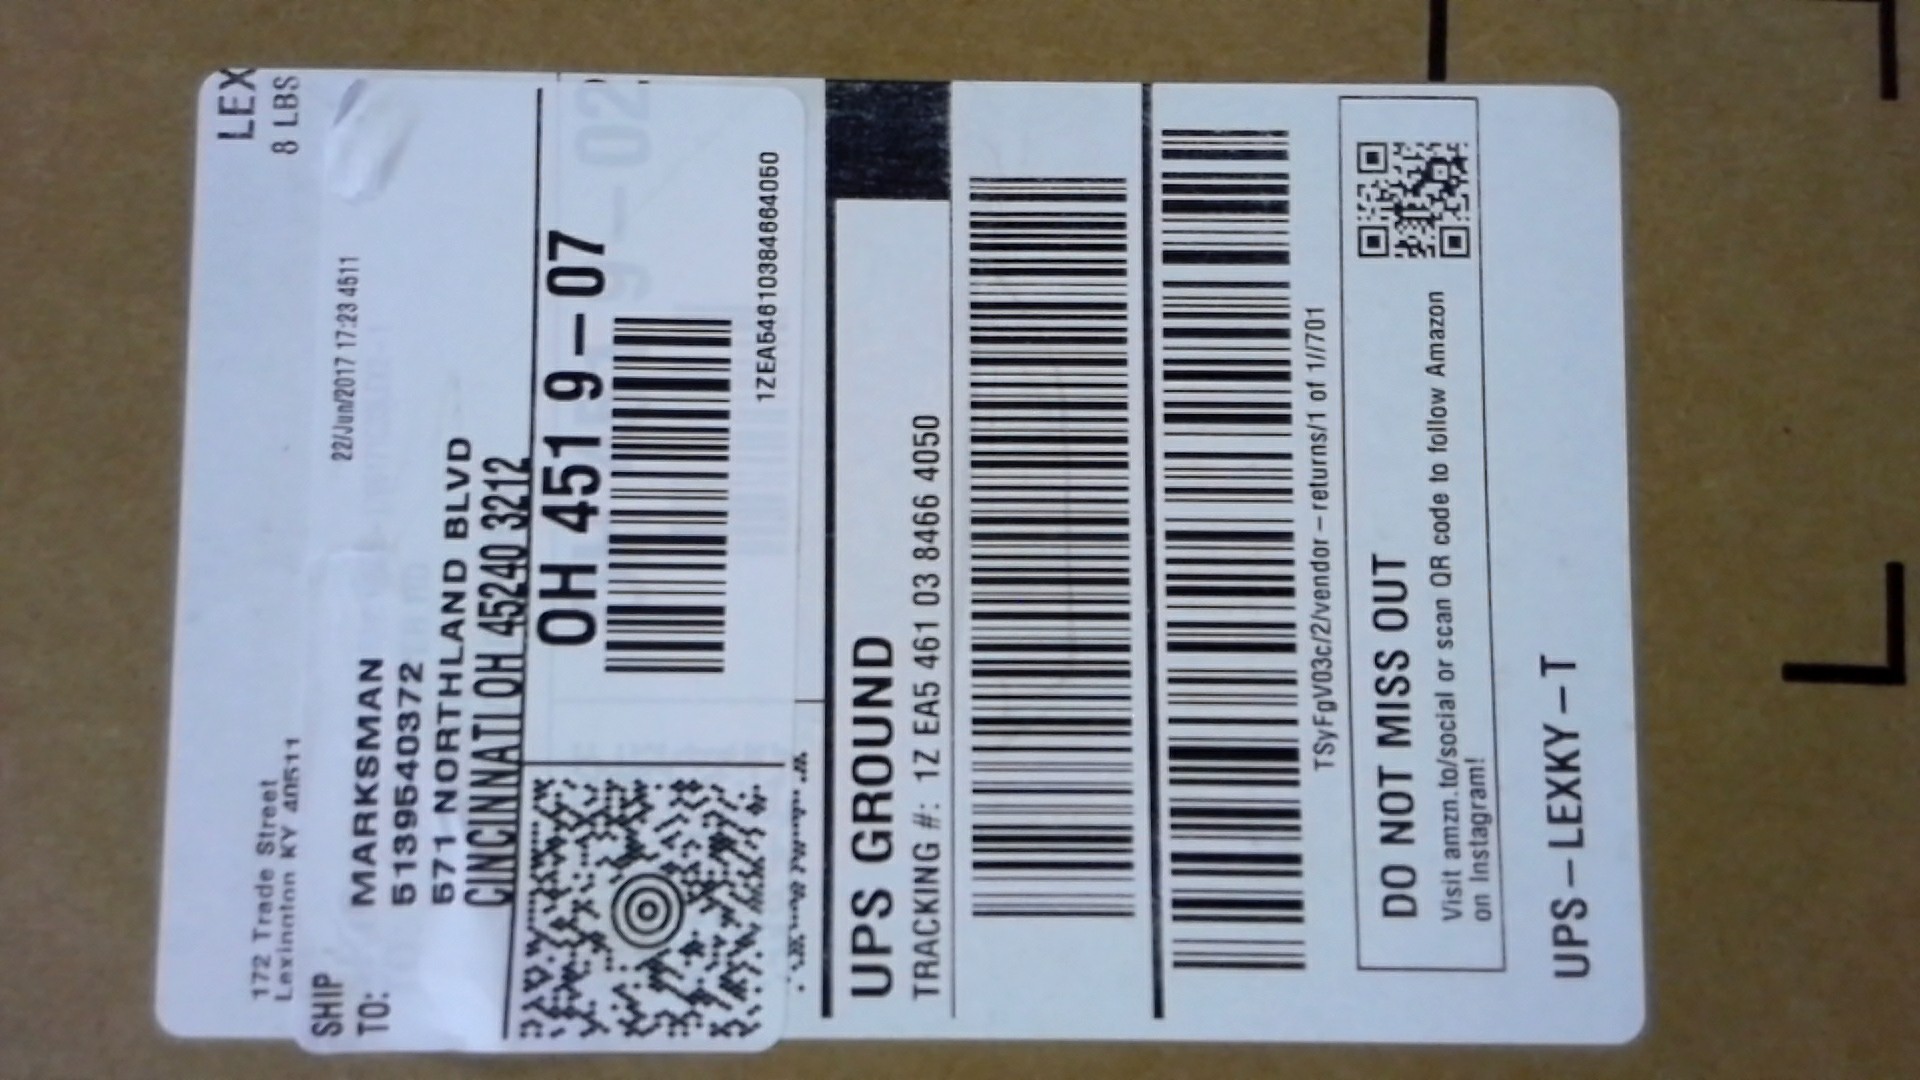 LEX
8 LBS
172 Trade Street
Lexington KY 40511
22/Jun/2017 17:23 4511
SHIP
TO:
MARKSMAN
5139540372
571 NORTHLAND BLVD
CINCINNATI OH 45240 3212
OH 451 9-07
1ZEA54610384664050
UPS GROUND
TRACKING #: 1Z EA5 461 03 8466 4050
TSyFgV03c/2/vendor-returns/1 of 1//701
DO NOT MISS OUT
Visit amzn.to/social or scan QR code to follow Amazon
on Instagram!
UPS-LEXKY-T